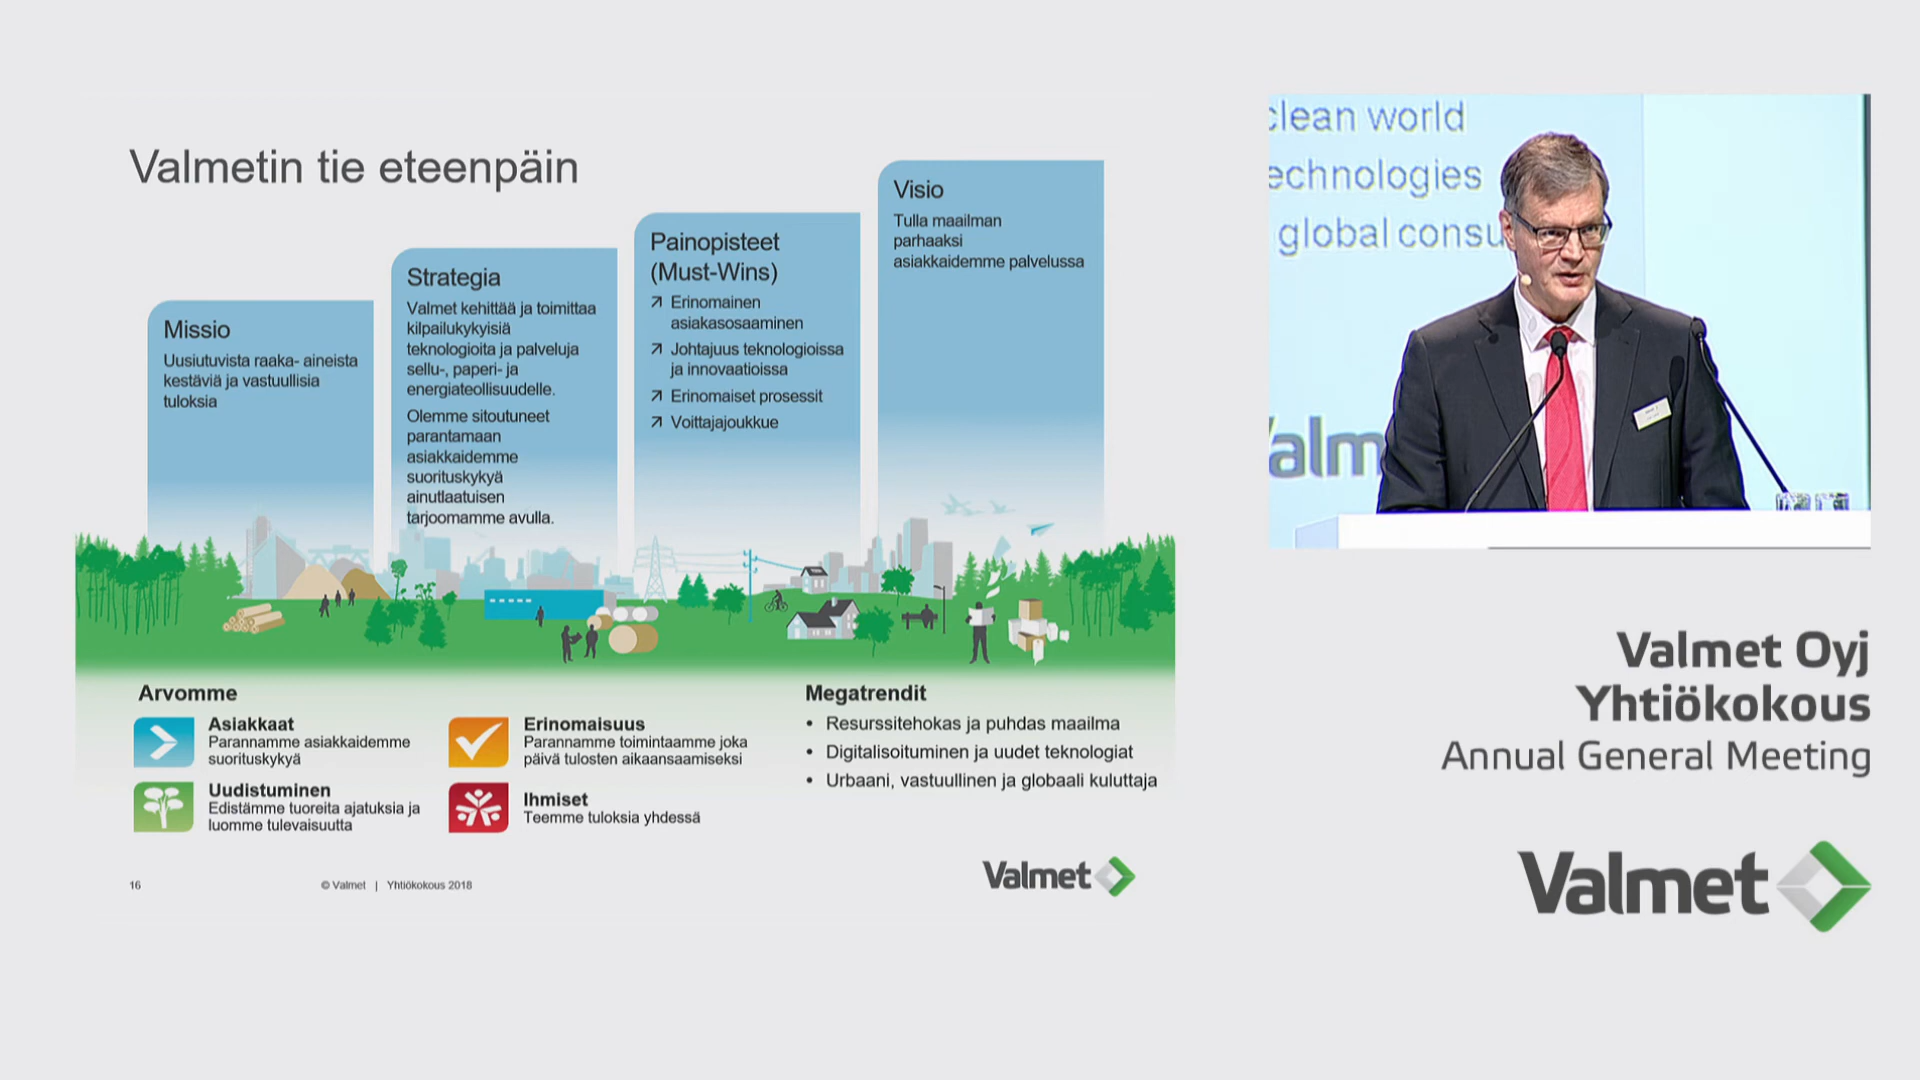 Valmetin tie eteenpäin
Missio
Uusiutuvista raaka- aineista
kestäviä ja vastuullisia
tuloksia
Strategia
Valmet kehittää ja toimittaa
kilpailukykyisiä
teknologioita ja palveluja
sellu-, paperi- ja
energiateollisuudelle.
Olemme sitoutuneet
parantamaan
asiakkaidemme
suorituskykyä
ainutlaatuisen
tarjoomamme avulla.
Painopisteet
(Must-Wins)
Erinomainen
asiakasosaaminen
Johtajuus teknologioissa
ja innovaatioissa
Erinomaiset prosessit
Voittajajoukkue
Visio
Tulla maailman
parhaaksi
asiakkaidemme palvelussa
Arvomme
Asiakkaat
Parannamme asiakkaidemme
suorituskykyä
Uudistuminen
Edistämme tuoreita ajatuksia ja
luomme tulevaisuutta
Erinomaisuus
Parannamme toimintaamme joka
päivä tulosten aikaansaamiseksi
Ihmiset
Teemme tuloksia yhdessä
Megatrendit
• Resurssitehokas ja puhdas maailma
• Digitalisoituminen ja uudet teknologiat
• Urbaani, vastuullinen ja globaali kuluttaja
16
© Valmet | Yhtiökokous 2018
Valmet
clean world
echnologies
global consu
Valm
Valmet Oyj
Yhtiökokous
Annual General Meeting
Valmet